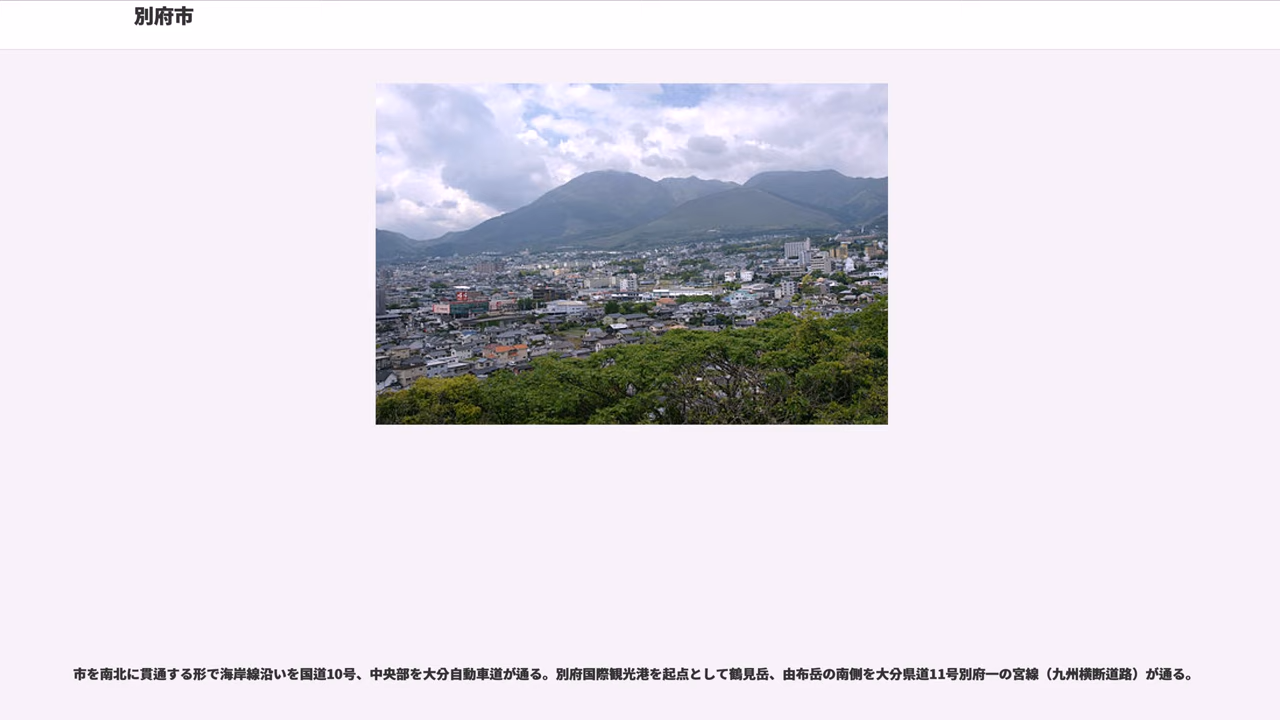 別府市
市を南北に貫通する形で海岸線沿いを国道10号、中央部を大分自動車道が通る。別府国際観光港を起点として鶴見岳、由布岳の南側を大分県道11号別府一の宮線（九州横断道路）が通る。